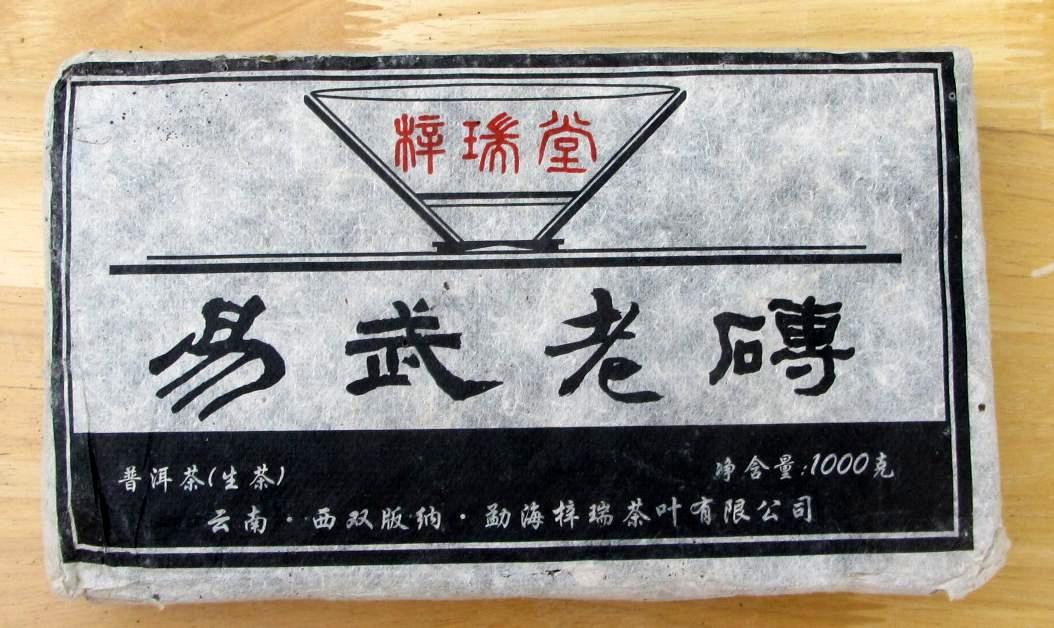 梓瑞堂
易武老磚
普洱茶(生茶)
净含量:1000克
云南·西双版纳·勐海梓瑞茶叶有限公司